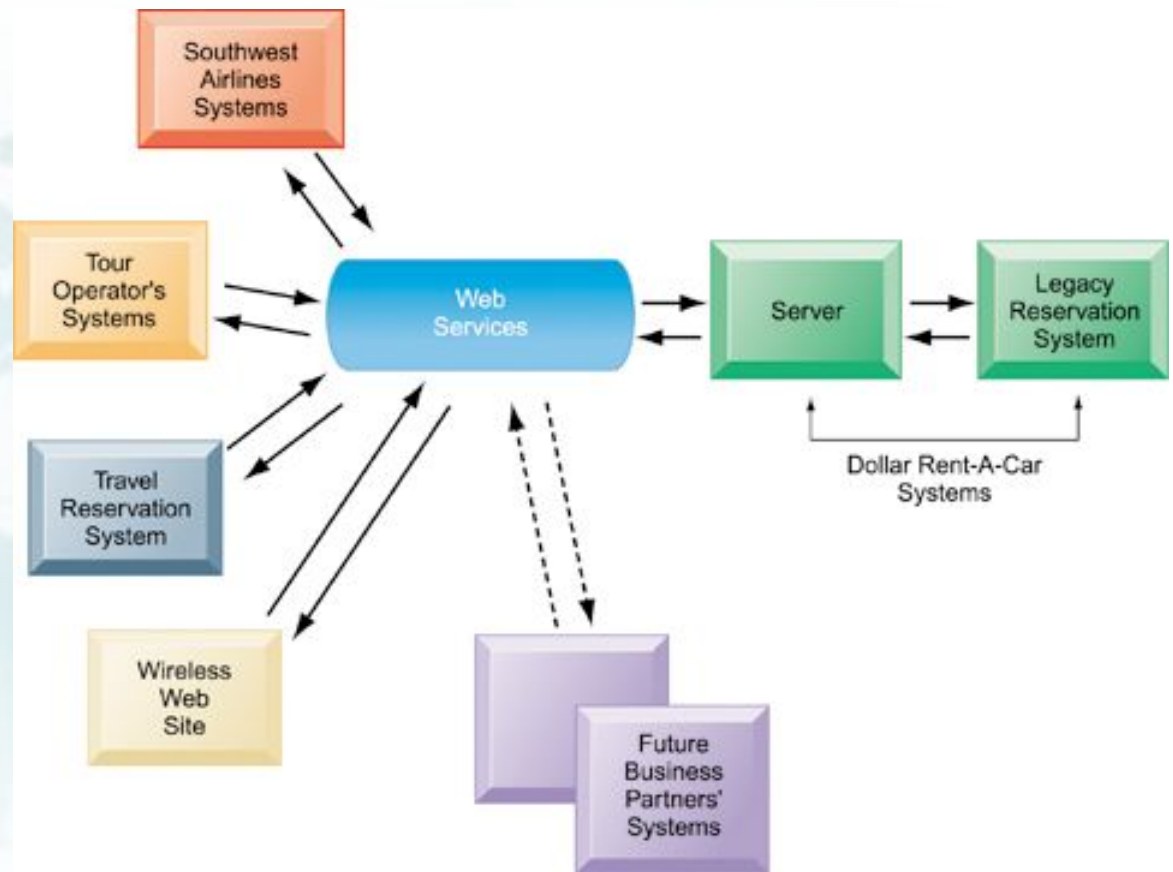 Southwest
Airlines
Systems
Tour
Operator's
Systems
Web
Services
Server
Legacy
Reservation
System
Dollar Rent-A-Car
Systems
Travel
Reservation
System
Wireless
Web
Site
Future
Business
Partners'
Systems